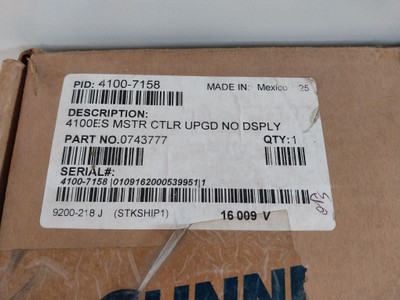 PID: 4100-7158 MADE IN: Mexico 25
DESCRIPTION:
4100ES MSTR CTLR UPGD NO DSPLY
PART NO.0743777 QTY:1
SERIAL#:
4100-7158 |0109162000539951|1
9200-218 J (STKSHIP1) 16 009 V